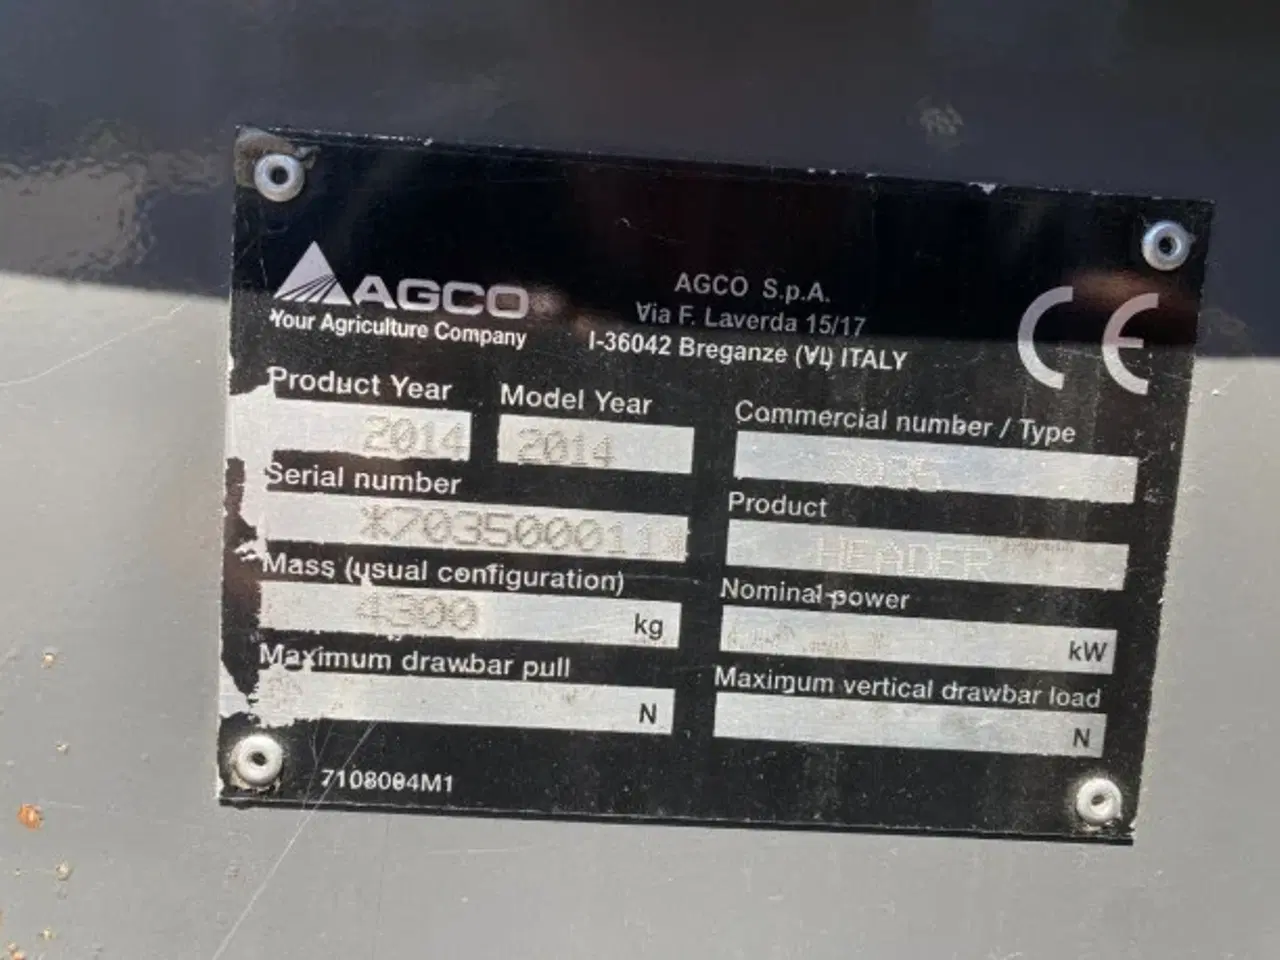 AGCO
Your Agriculture Company
AGCO S.p.A.
Via F. Laverda 15/17
I-36042 Breganze (VI) ITALY
CE
Product Year
2014
Model Year
2014
Commercial number / Type
Serial number
*703500011*
Product
HEADER
Mass (usual configuration)
4300 kg
Nominal power
kW
Maximum drawbar pull
N
Maximum vertical drawbar load
N
7108004M1